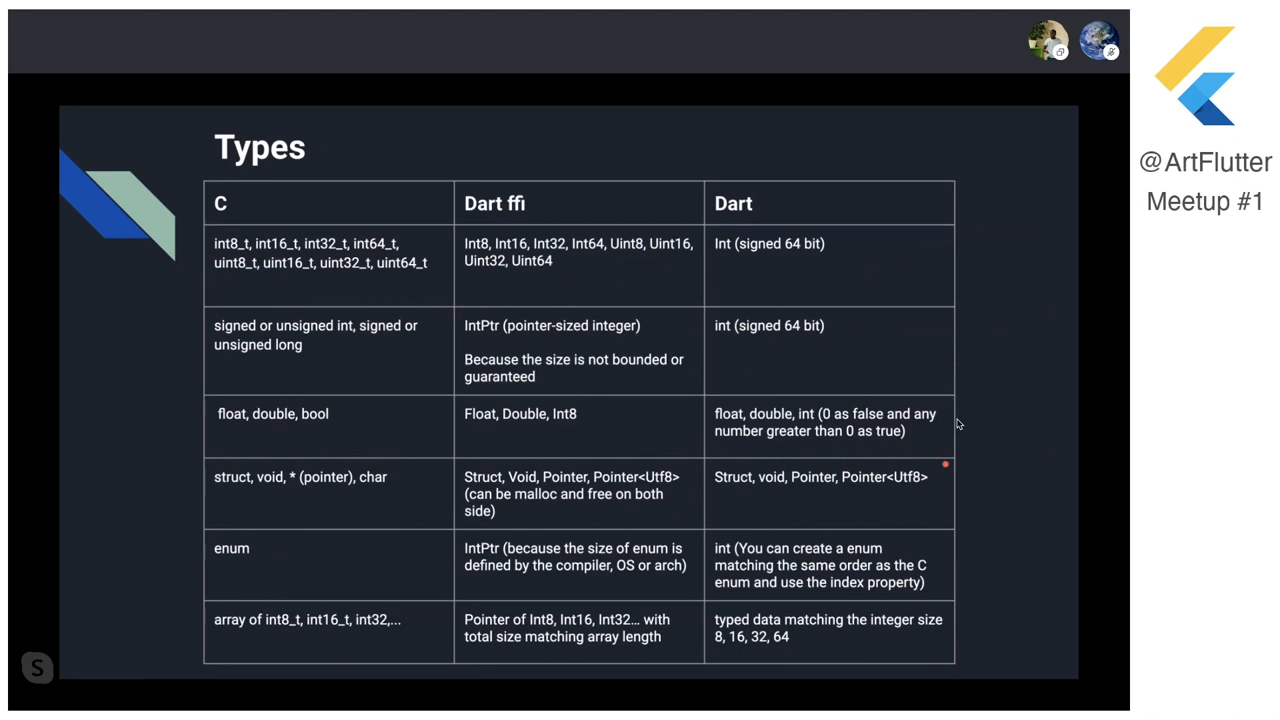 Types
C
Dart ffi
Dart
int8_t, int16_t, int32_t, int64_t,
uint8_t, uint16_t, uint32_t, uint64_t
Int8, Int16, Int32, Int64, Uint8, Uint16,
Uint32, Uint64
Int (signed 64 bit)
signed or unsigned int, signed or
unsigned long
IntPtr (pointer-sized integer)
Because the size is not bounded or
guaranteed
int (signed 64 bit)
float, double, bool
Float, Double, Int8
float, double, int (0 as false and any
number greater than 0 as true)
struct, void, * (pointer), char
Struct, Void, Pointer, Pointer<Utf8>
(can be malloc and free on both
side)
Struct, void, Pointer, Pointer<Utf8>
enum
IntPtr (because the size of enum is
defined by the compiler, OS or arch)
int (You can create a enum
matching the same order as the C
enum and use the index property)
array of int8_t, int16_t, int32,...
Pointer of Int8, Int16, Int32... with
total size matching array length
typed data matching the integer size
8, 16, 32, 64
S
@ArtFlutter
Meetup #1